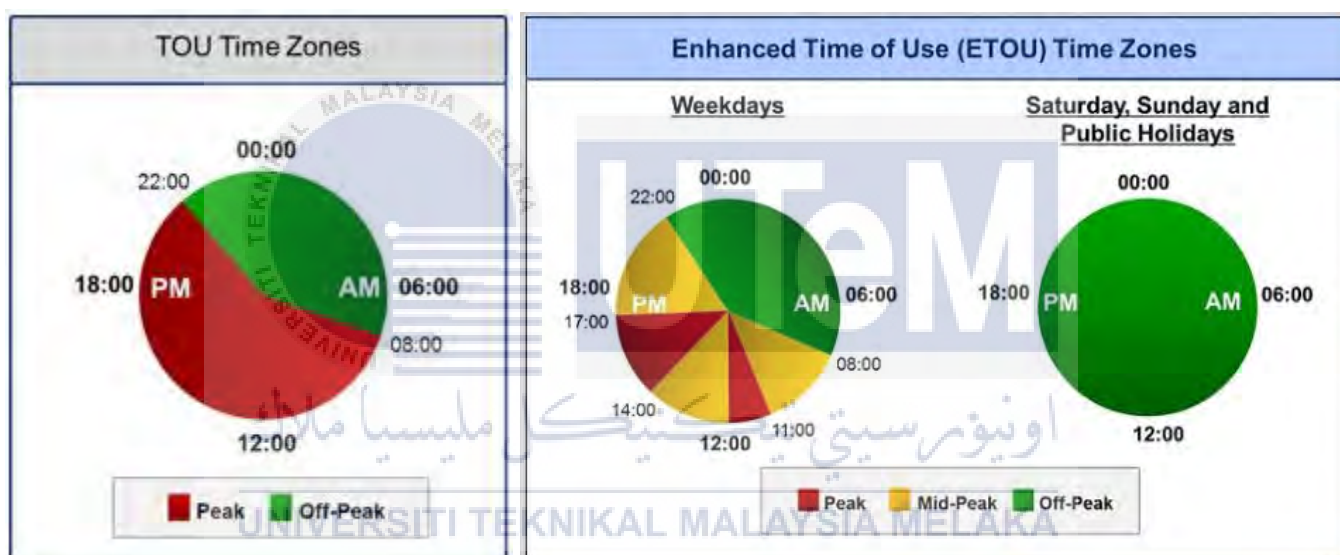 TOU Time Zones
00:00
22:00
18:00
PM
AM
06:00
08:00
12:00
Peak
Off-Peak
Enhanced Time of Use (ETOU) Time Zones
Weekdays
00:00
22:00
18:00
PM
AM
06:00
17:00
08:00
14:00
11:00
12:00
Saturday, Sunday and
Public Holidays
00:00
18:00
PM
AM
06:00
12:00
Peak
Mid-Peak
Off-Peak
UNIVERSITI TEKNIKAL MALAYSIA MELAKA
UTeM
اونيۏرسيتي تيكنيكل مليسيا ملاك
UNIVERSITI TEKNIKAL MALAYSIA MELAKA